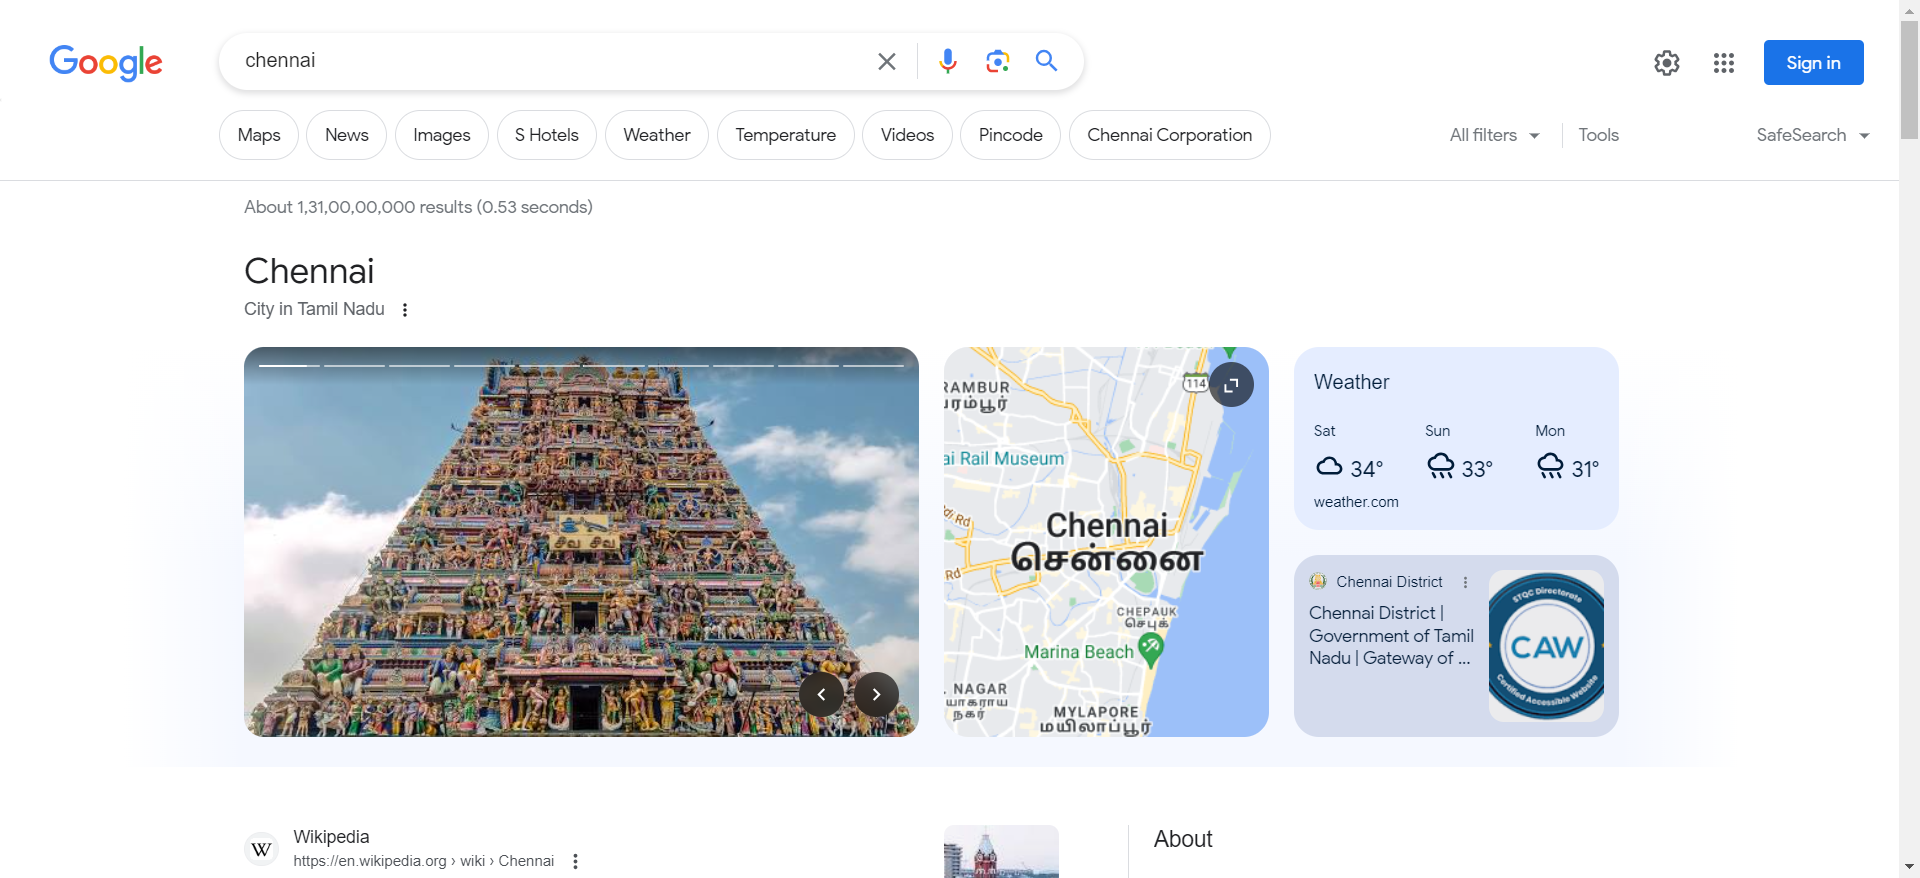 Google
chennai
Sign in
Maps
News
Images
S Hotels
Weather
Temperature
Videos
Pincode
Chennai Corporation
All filters
Tools
SafeSearch
About 1,31,00,00,000 results (0.53 seconds)
Chennai
City in Tamil Nadu
சிவ சிவ
RAMBUR
பரம்பூர்
114
ai Rail Museum
di Rd
Chennai
சென்னை
Rd
CHEPAUK
செபுக்
Marina Beach
. NAGAR
யாகராய
நகர்
MYLAPORE
மயிலாப்பூர்
Weather
Sat
Sun
Mon
34°
33°
31°
weather.com
Chennai District
Chennai District |
Government of Tamil
Nadu | Gateway of ...
STQC Directorate
CAW
Certified Accessible Website
W
Wikipedia
https://en.wikipedia.org › wiki › Chennai
About